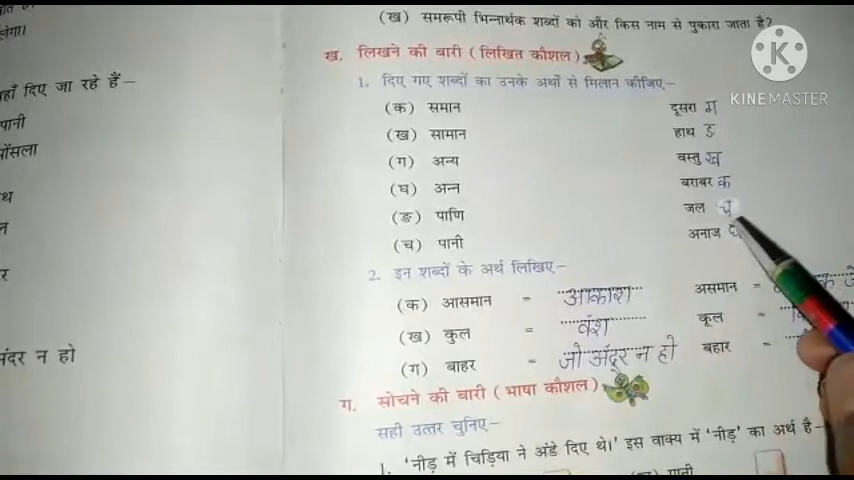 (ख) समरूपी भिन्नार्थक शब्दों को और किस नाम से पुकारा जाता है?
लेगा।
ख. लिखने की बारी (लिखित कौशल)
हाँ दिए जा रहे हैं –
1. दिए गए शब्दों का उनके अर्थों से मिलान कीजिए–
(क) समान दूसरा ग
पानी
(ख) सामान हाथ ङ
घोंसला
(ग) अन्य वस्तु ख
(घ) अन्न बराबर क
(ङ) पाणि जल च
(च) पानी अनाज घ
2. इन शब्दों के अर्थ लिखिए–
(क) आसमान = आकाश असमान =
(ख) कुल = वंश कूल =
(ग) बाहर = जो अंदर न हो बहार =
अंदर न हो
ग. सोचने की बारी (भाषा कौशल)
सही उत्तर चुनिए–
1. 'नीड़ में चिड़िया ने अंडे दिए थे।' इस वाक्य में 'नीड़' का अर्थ है–
पानी
KINEMASTER